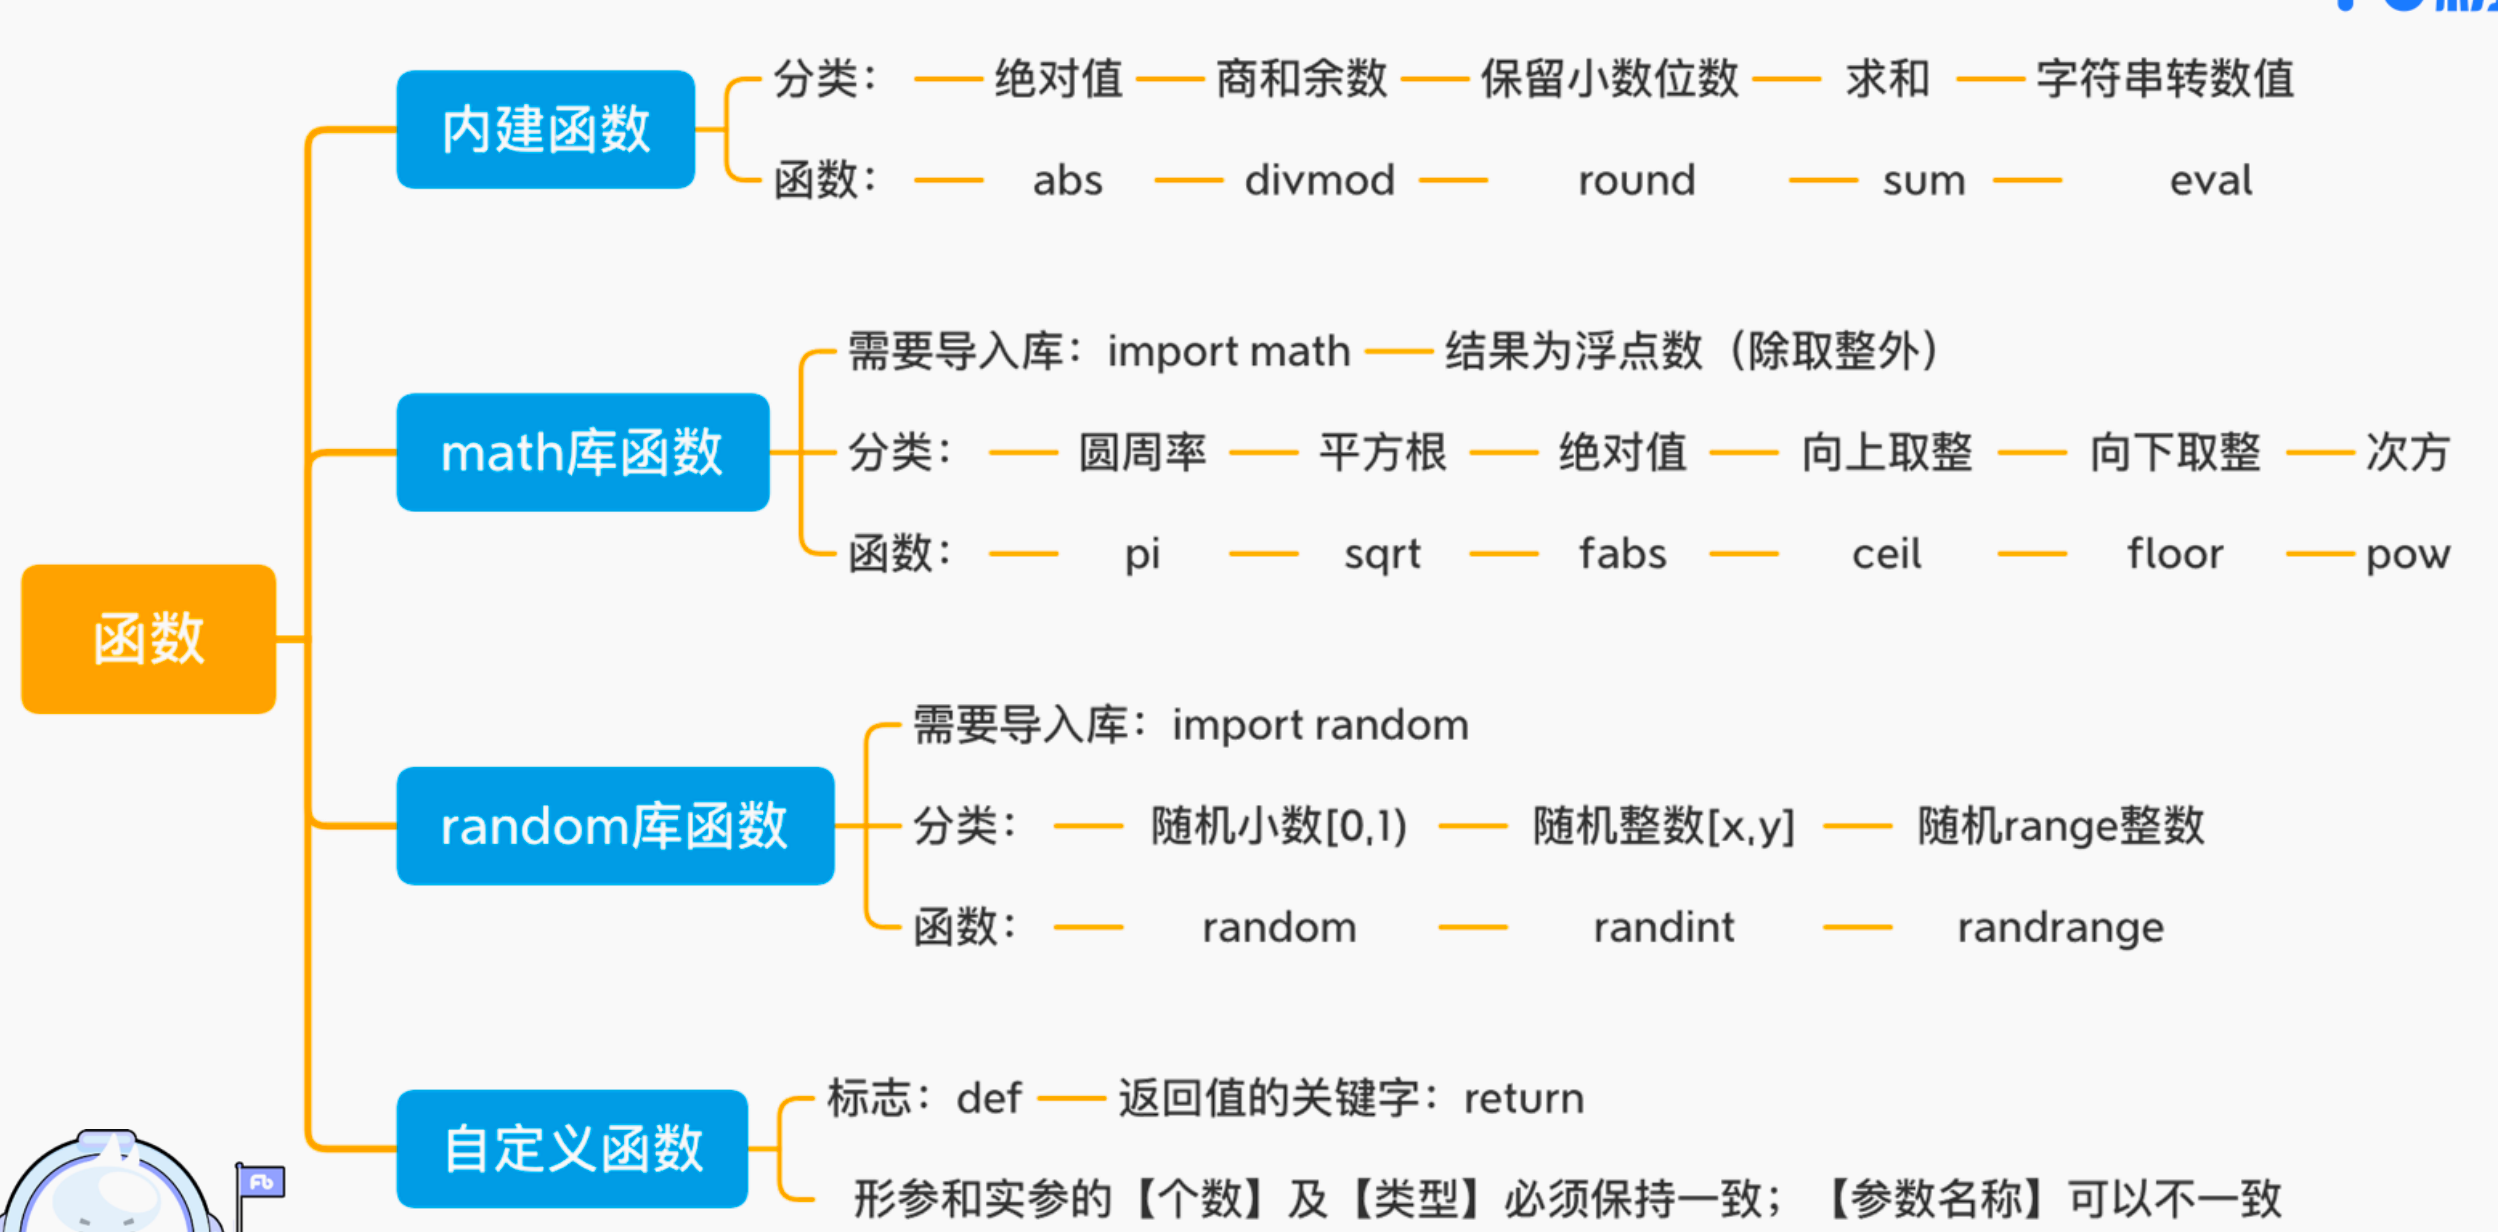 内建函数
分类： 绝对值 商和余数 保留小数位数 求和 字符串转数值
函数： abs divmod round sum eval
math库函数
需要导入库：import math 结果为浮点数（除取整外）
分类： 圆周率 平方根 绝对值 向上取整 向下取整 次方
函数： pi sqrt fabs ceil floor pow
函数
random库函数
需要导入库：import random
分类： 随机小数[0,1) 随机整数[x,y] 随机range整数
函数： random randint randrange
自定义函数
标志：def 返回值的关键字：return
形参和实参的【个数】及【类型】必须保持一致；【参数名称】可以不一致
Fb